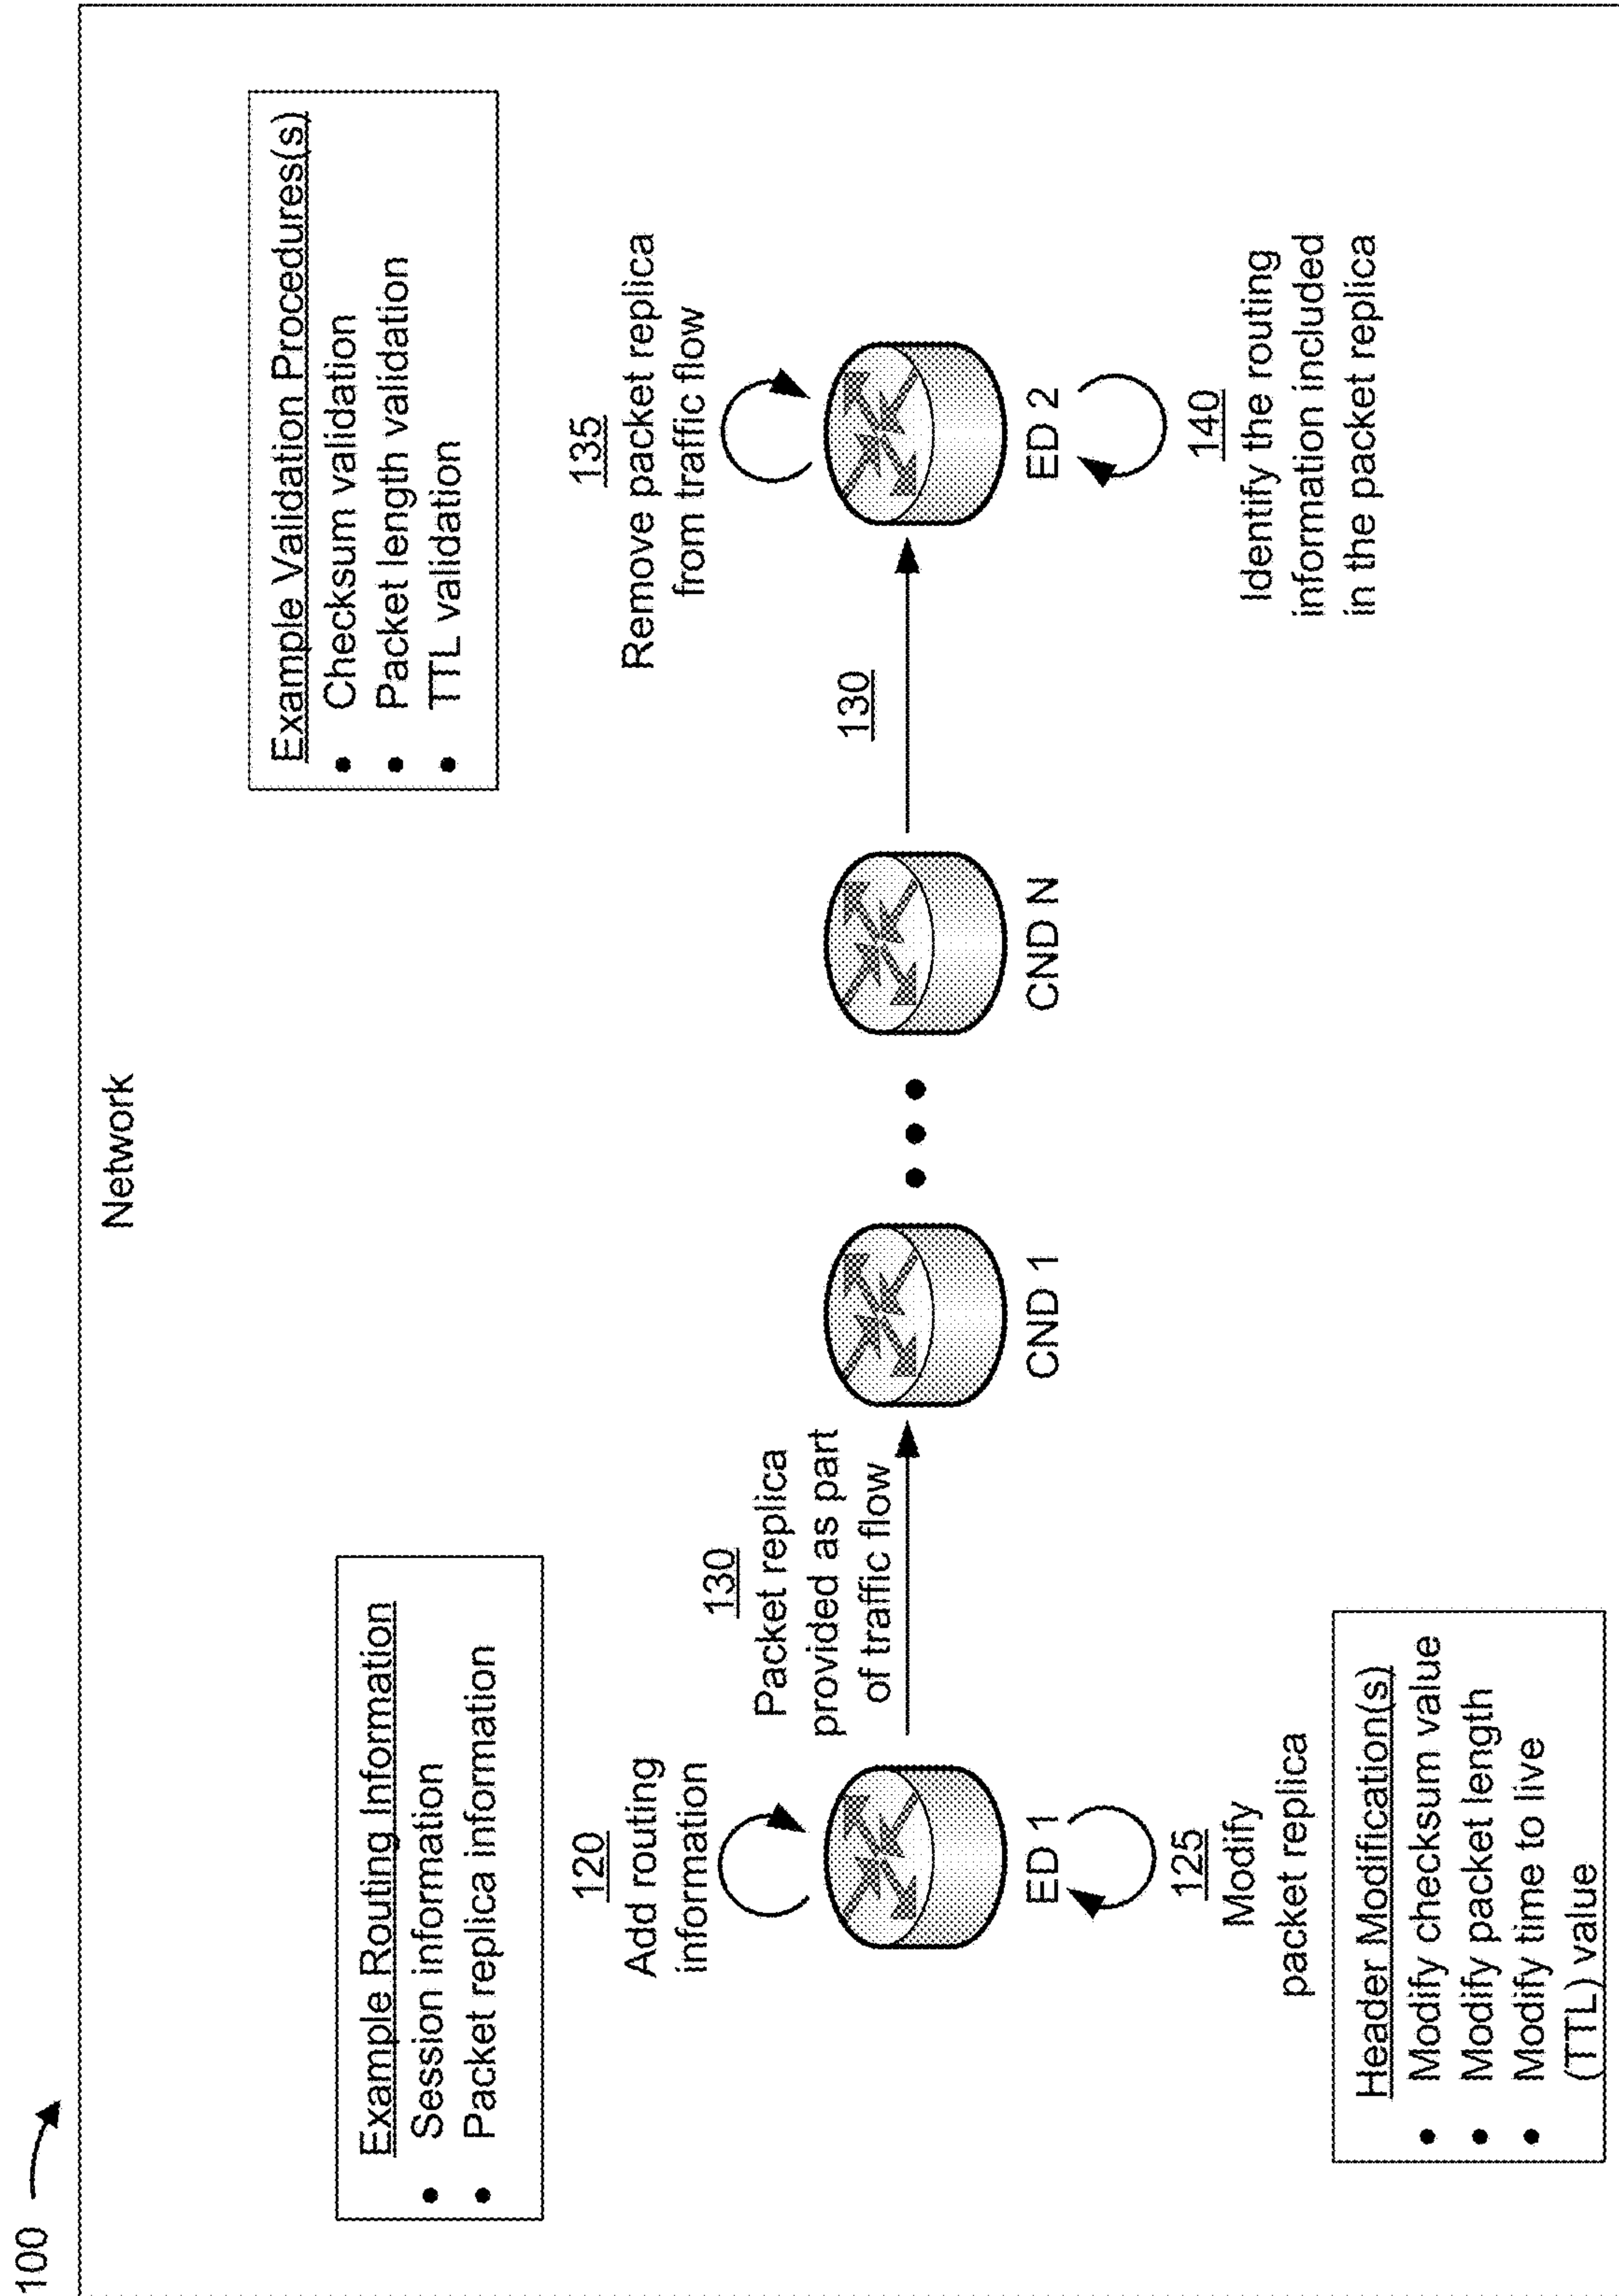 100
Network
Example Routing Information
• Session information
• Packet replica information
Example Validation Procedures(s)
• Checksum validation
• Packet length validation
• TTL validation
120
Add routing
information
130
Packet replica
provided as part
of traffic flow
130
135
Remove packet replica
from traffic flow
ED 1
CND 1
CND N
ED 2
125
Modify
packet replica
140
Identify the routing
information included
in the packet replica
Header Modification(s)
• Modify checksum value
• Modify packet length
• Modify time to live
(TTL) value